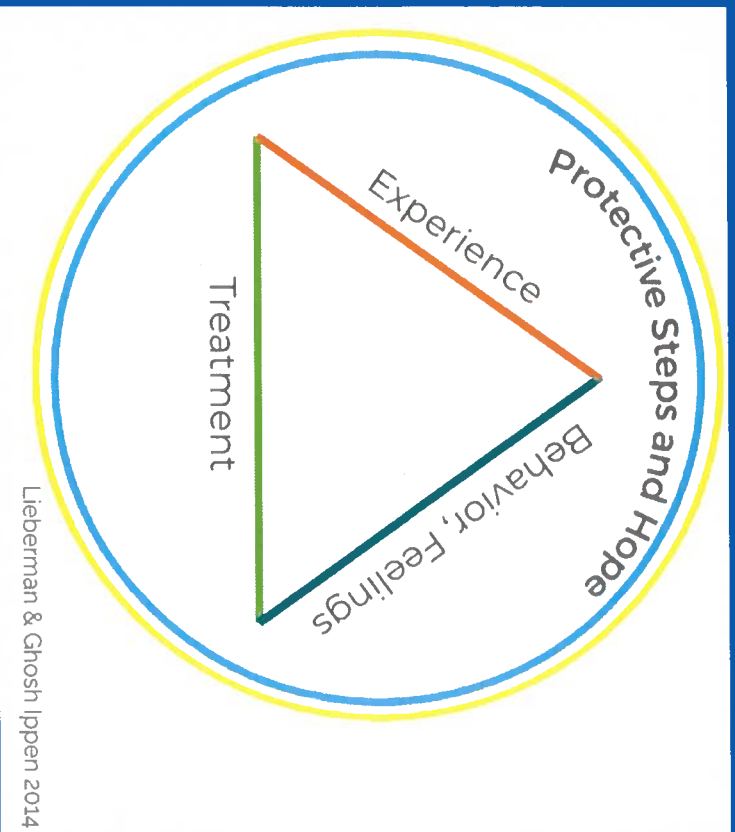 Protective Steps and Hope
Experience
Behavior, Feelings
Treatment
Lieberman & Ghosh Ippen 2014